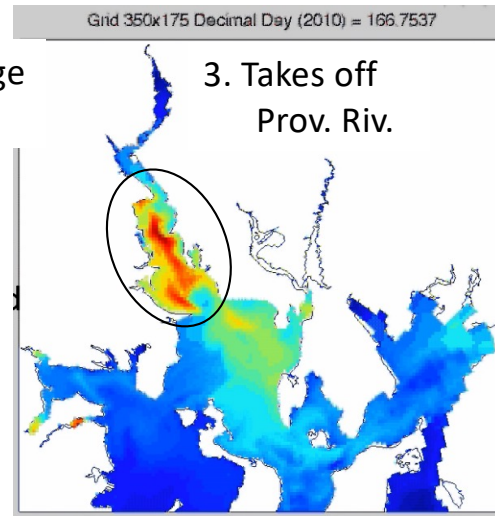 Grid 350x175 Decimal Day (2010) = 166.7537
3. Takes off
Prov. Riv.